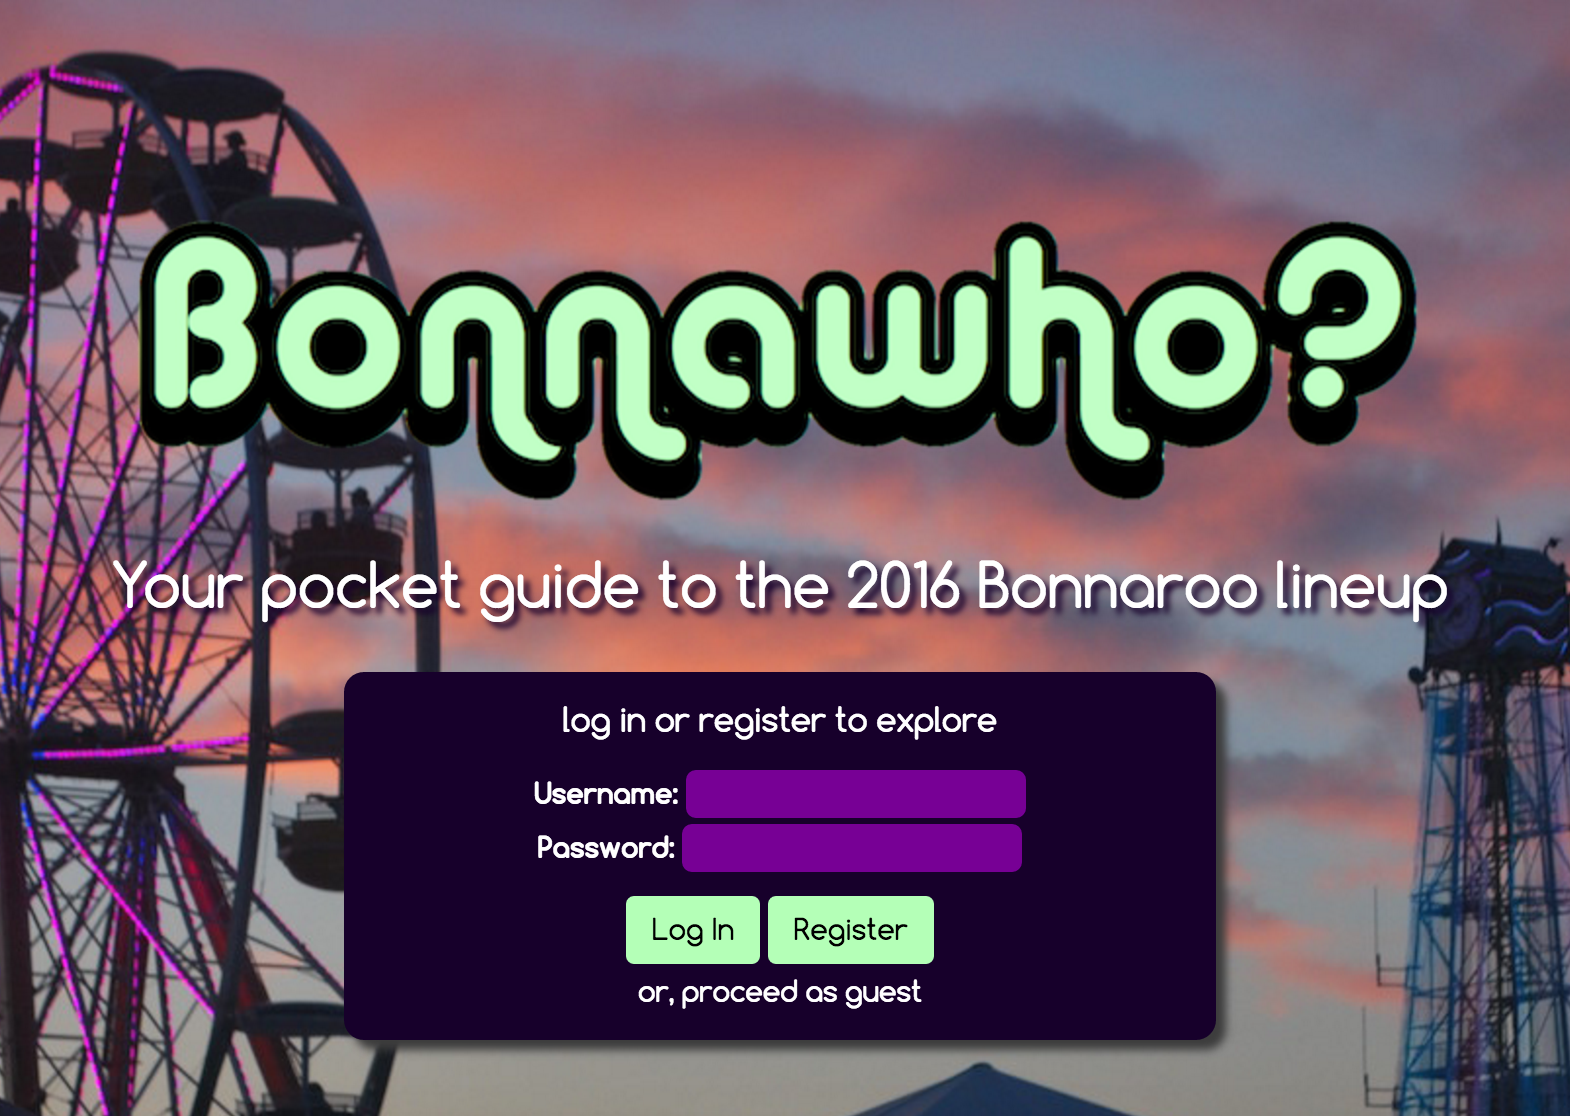 Bonnawho?
Your pocket guide to the 2016 Bonnaroo lineup
log in or register to explore
Username:
Password:
Log In Register
or, proceed as guest